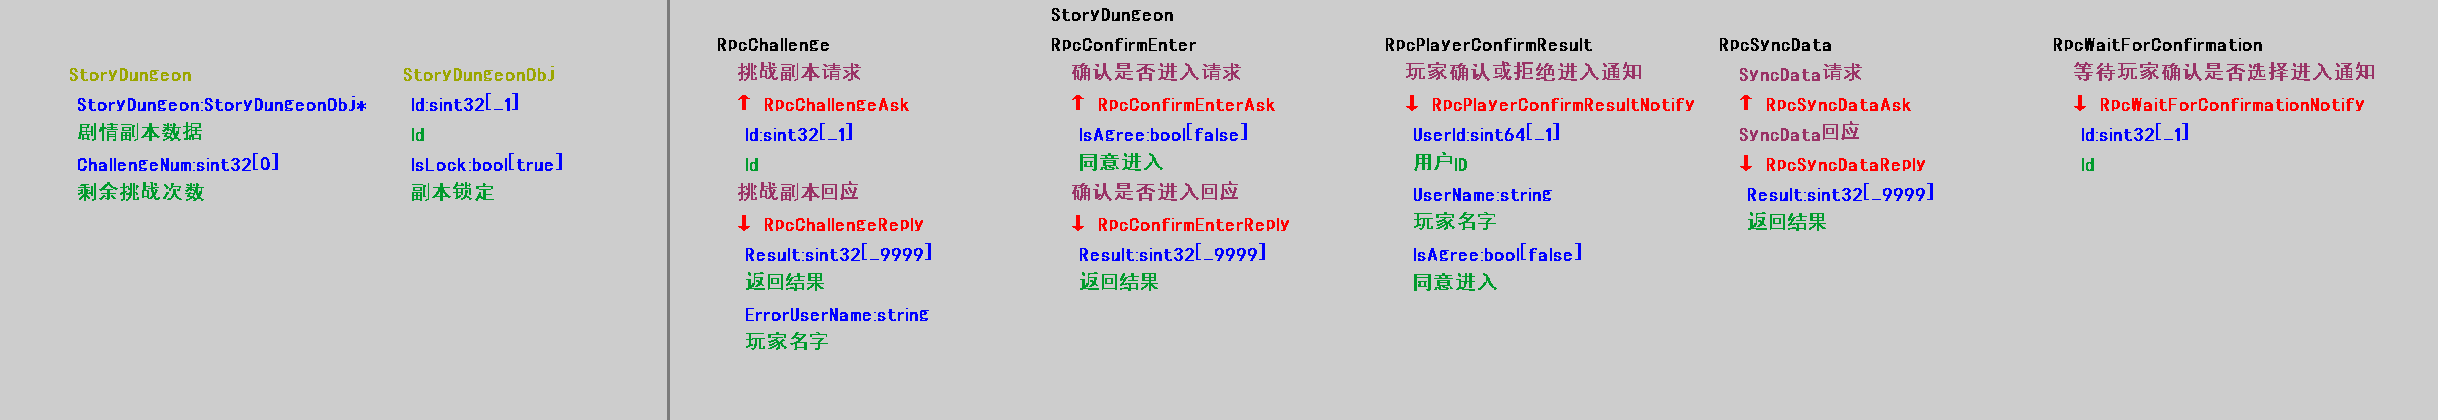 StoryDungeon
StoryDungeon:StoryDungeonObj*
剧情副本数据
ChallengeNum:sint32[0]
剩余挑战次数
StoryDungeonObj
Id:sint32[_1]
Id
IsLock:bool[true]
副本锁定
StoryDungeon
RpcChallenge
挑战副本请求
↑ RpcChallengeAsk
Id:sint32[_1]
Id
挑战副本回应
↓ RpcChallengeReply
Result:sint32[_9999]
返回结果
ErrorUserName:string
玩家名字
RpcConfirmEnter
确认是否进入请求
↑ RpcConfirmEnterAsk
IsAgree:bool[false]
同意进入
确认是否进入回应
↓ RpcConfirmEnterReply
Result:sint32[_9999]
返回结果
RpcPlayerConfirmResult
玩家确认或拒绝进入通知
↓ RpcPlayerConfirmResultNotify
UserId:sint64[_1]
用户ID
UserName:string
玩家名字
IsAgree:bool[false]
同意进入
RpcSyncData
SyncData请求
↑ RpcSyncDataAsk
SyncData回应
↓ RpcSyncDataReply
Result:sint32[_9999]
返回结果
RpcWaitForConfirmation
等待玩家确认是否选择进入通知
↓ RpcWaitForConfirmationNotify
Id:sint32[_1]
Id